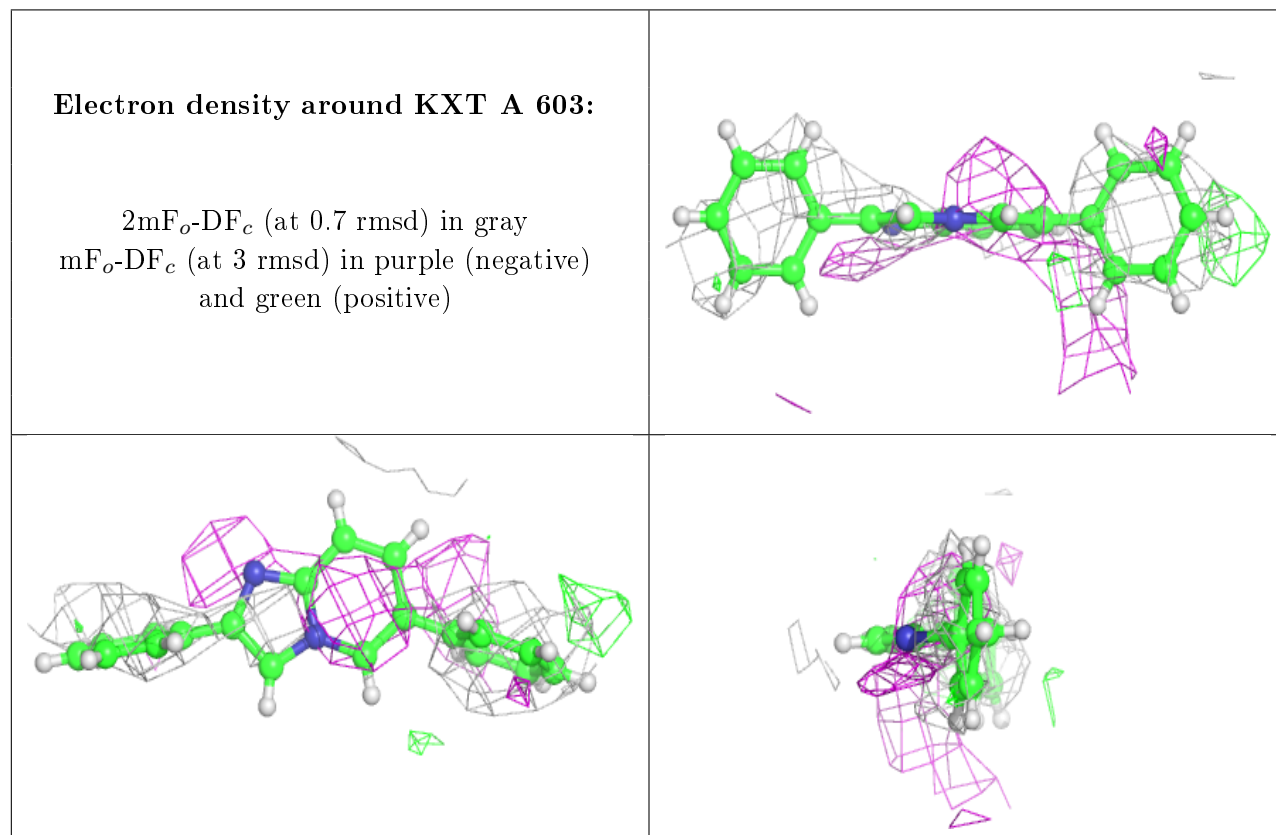 Electron density around KXT A 603:
2mFo-DFc (at 0.7 rmsd) in gray
mFo-DFc (at 3 rmsd) in purple (negative)
and green (positive)